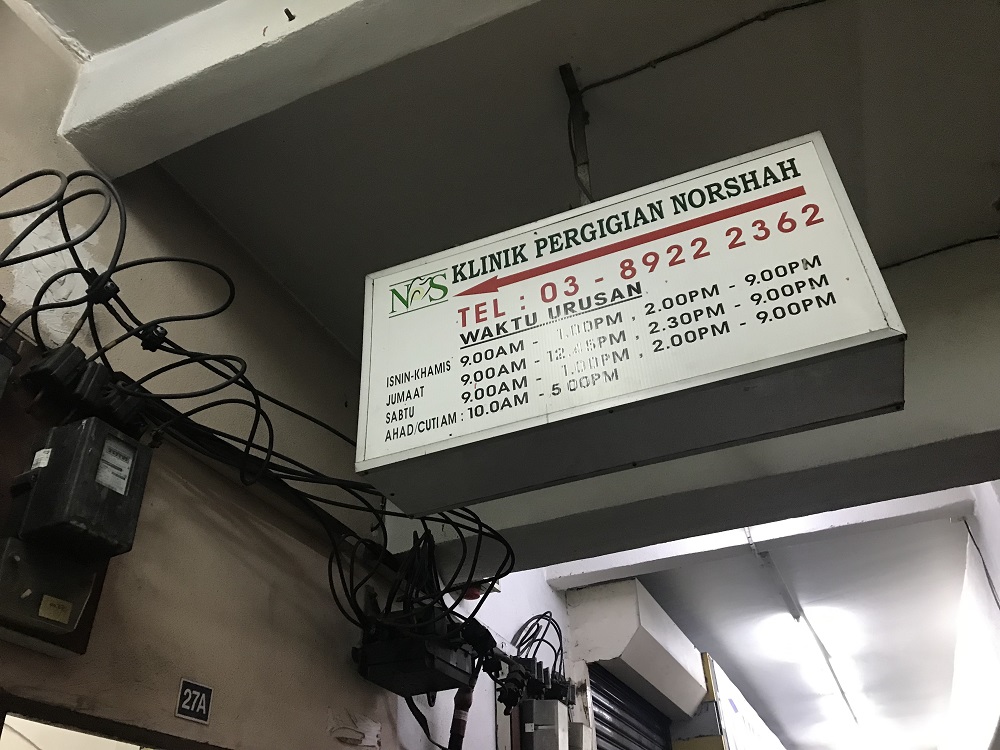 NS KLINIK PERGIGIAN NORSHAH
TEL : 03 - 8922 2362
WAKTU URUSAN
ISNIN-KHAMIS 9.00AM - 1.00PM , 2.00PM - 9.00PM
JUMAAT 9.00AM - 12.45PM , 2.30PM - 9.00PM
SABTU 9.00AM - 1.00PM , 2.00PM - 9.00PM
AHAD/CUTI AM : 10.0AM - 5 00PM
27A